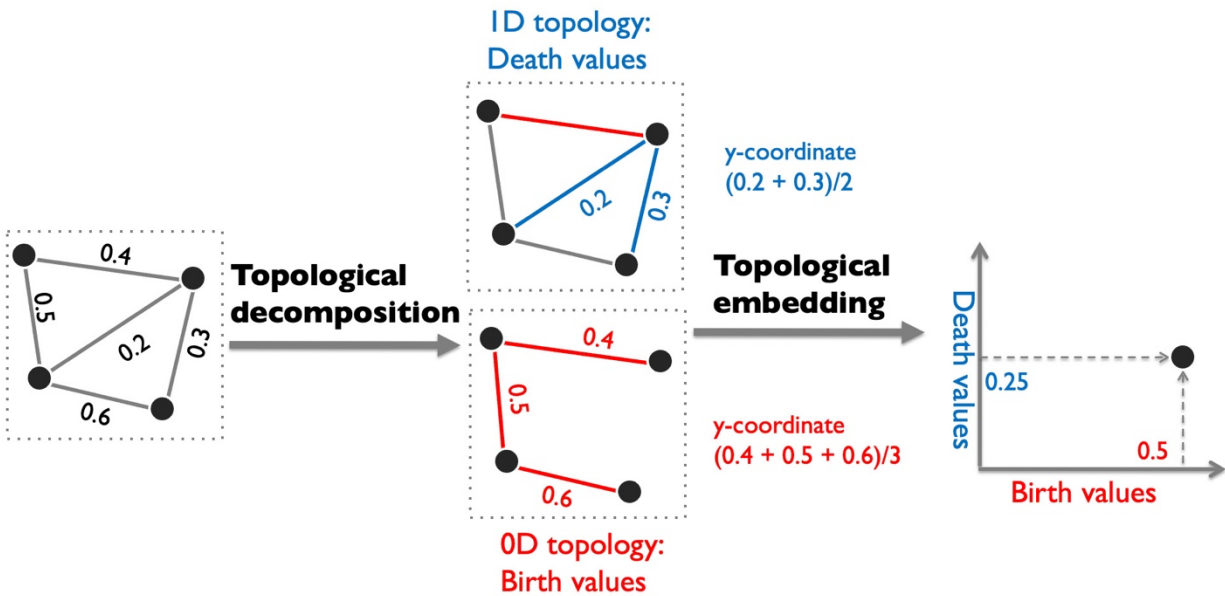 1D topology:
Death values
0.2
0.3
y-coordinate
(0.2 + 0.3)/2
0.4
0.5
0.2
0.3
0.6
Topological
decomposition
Topological
embedding
0.4
0.5
0.6
y-coordinate
(0.4 + 0.5 + 0.6)/3
0D topology:
Birth values
Death values
0.25
0.5
Birth values